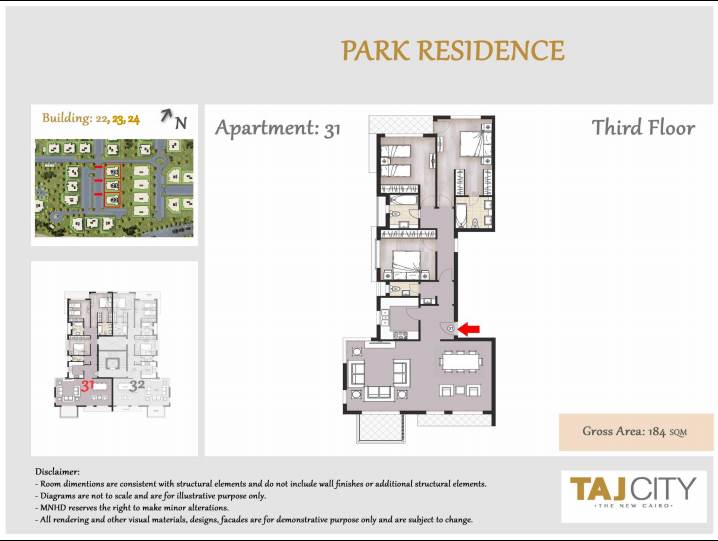 PARK RESIDENCE
Building: 22, 23, 24
N
Apartment: 31
Third Floor
31
32
Gross Area: 184 SQM
Disclaimer:
- Room dimentions are consistent with structural elements and do not include wall finishes or additional structural elements.
- Diagrams are not to scale and are for illustrative purpose only.
- MNHD reserves the right to make minor alterations.
- All rendering and other visual materials, designs, facades are for demonstrative purpose only and are subject to change.
TAJCITY
• THE NEW CAIRO •